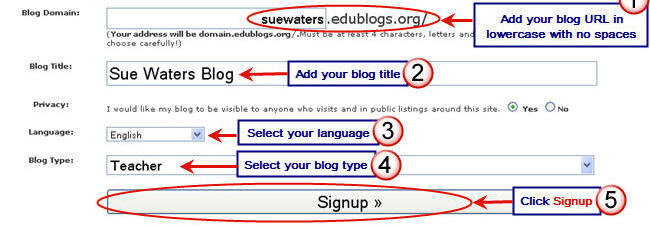 1
Blog Domain:
suewaters.edublogs.org/
Add your blog URL in
lowercase with no spaces
(Your address will be domain.edublogs.org/. Must be at least 4 characters, letters and
choose carefully!)
Blog Title:
Sue Waters Blog
Add your blog title
2
Privacy:
I would like my blog to be visible to anyone who visits and in public listings around this site.
Yes
No
Language:
English
Select your language
3
Blog Type:
Teacher
Select your blog type
4
Signup »
Click Signup
5